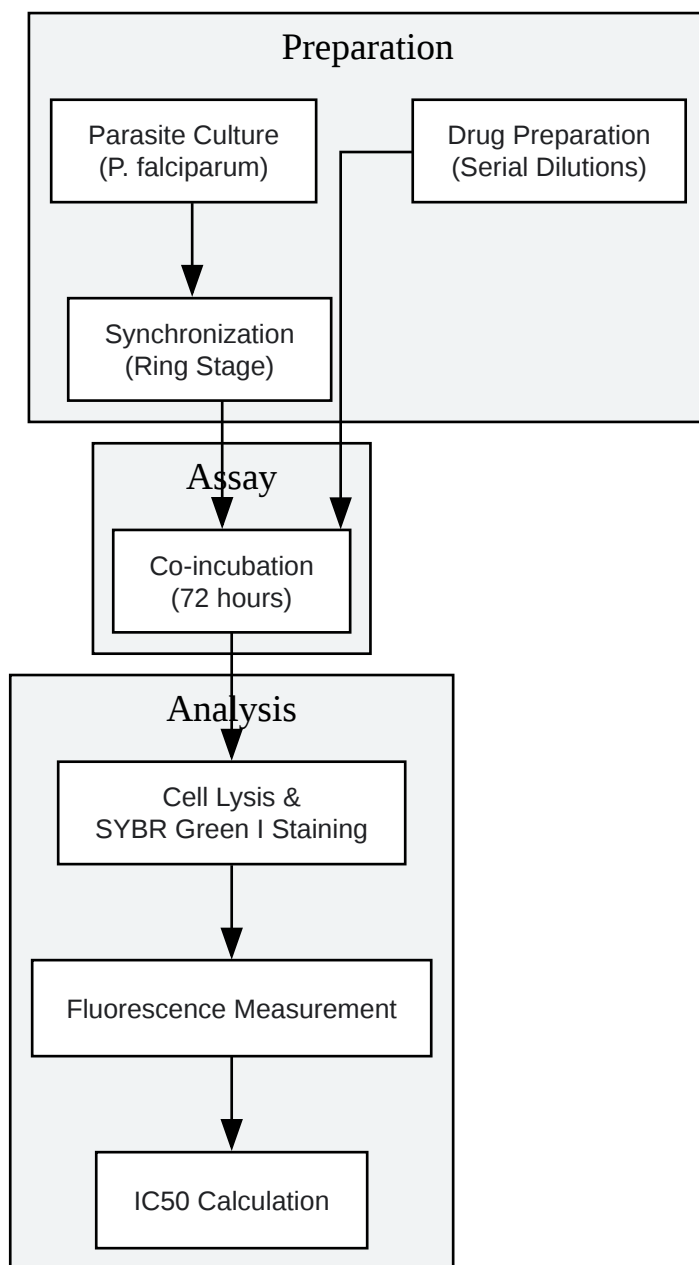 Preparation
Parasite Culture
(P. falciparum)
Drug Preparation
(Serial Dilutions)
Synchronization
(Ring Stage)
Assay
Co-incubation
(72 hours)
Analysis
Cell Lysis &
SYBR Green I Staining
Fluorescence Measurement
IC50 Calculation